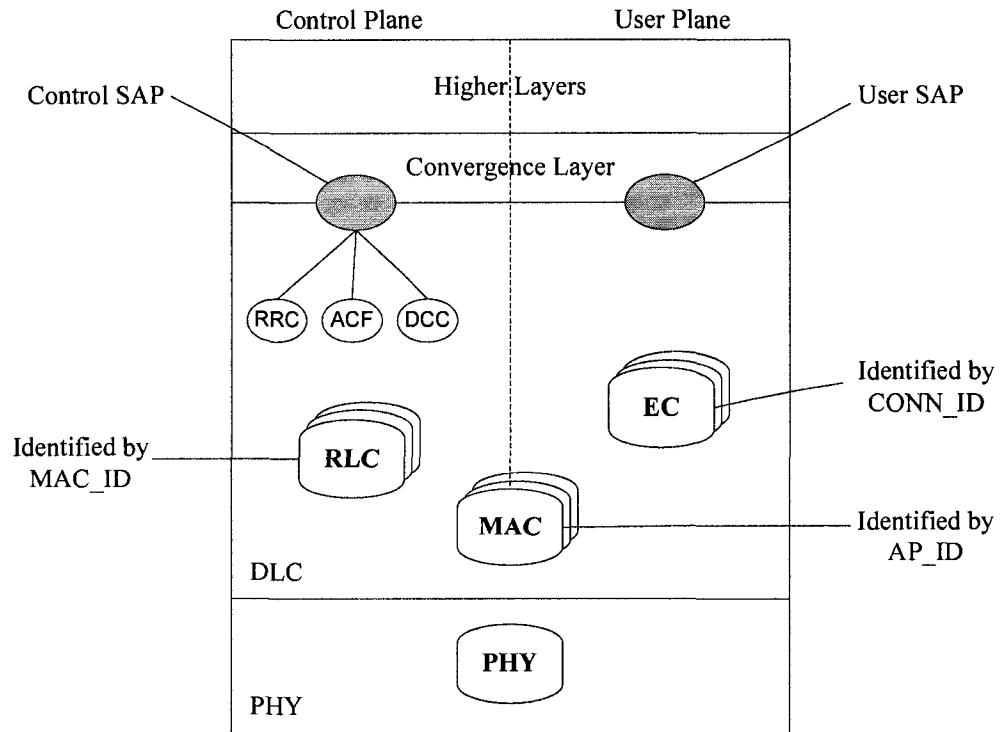 Control Plane
User Plane
Higher Layers
Control SAP
User SAP
Convergence Layer
RRC
ACF
DCC
Identified by
CONN_ID
EC
Identified by
MAC_ID
RLC
MAC
Identified by
AP_ID
DLC
PHY
PHY